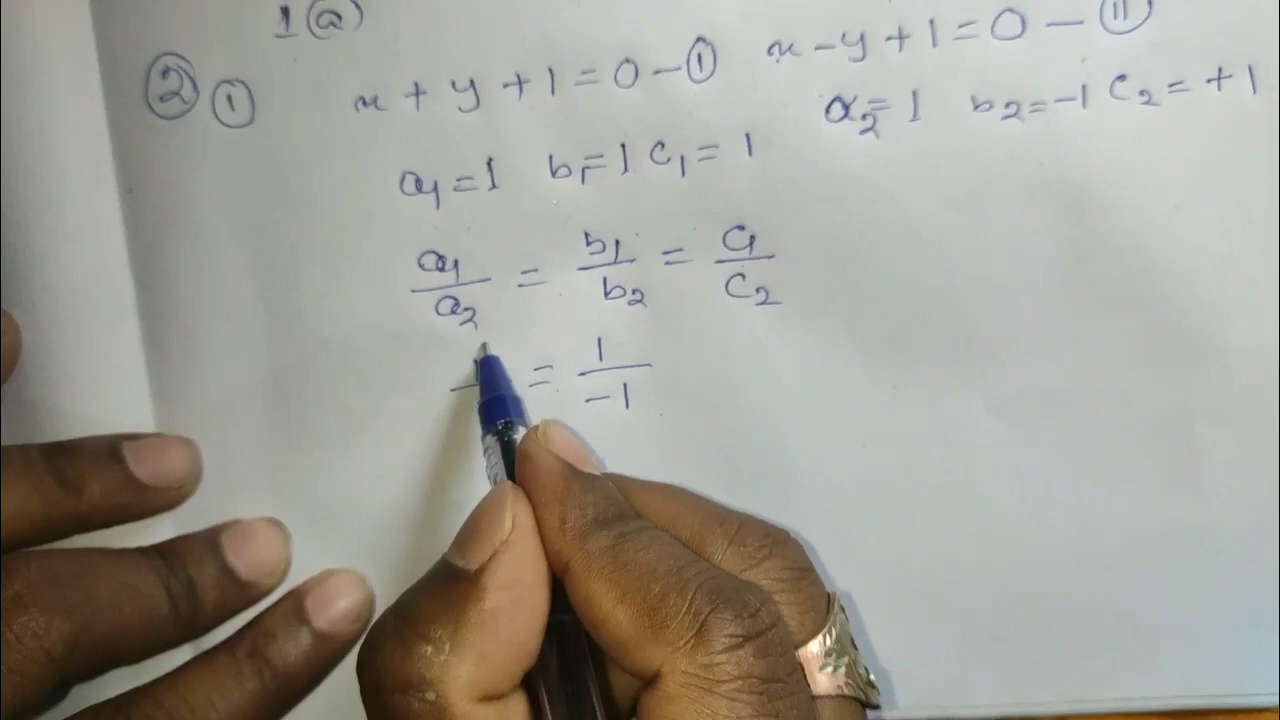 1 (a)
② ① x + y + 1 = 0 — ① x - y + 1 = 0 — ⑪
a₁ = 1 b₁ = 1 c₁ = 1 a₂ = 1 b₂ = -1 c₂ = +1
a₁/a₂ = b₁/b₂ = c₁/c₂
= 1/-1